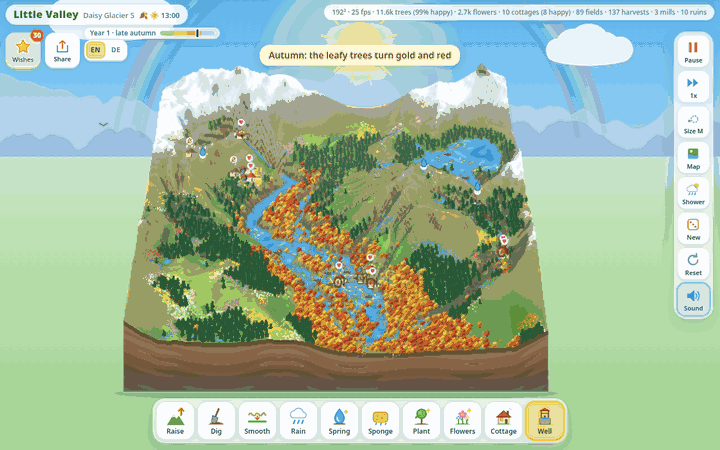 Little Valley Daisy Glacier 5 13:00
192² · 25 fps · 11.6k trees (99% happy) · 2.7k flowers · 10 cottages (8 happy) · 89 fields · 137 harvests · 3 mills · 10 ruins
Year 1 · late autumn
30
Wishes
Share
EN DE
Autumn: the leafy trees turn gold and red
Pause
1x
Size M
Map
Shower
New
Reset
Sound
Raise Dig Smooth Rain Spring Sponge Plant Flowers Cottage Well